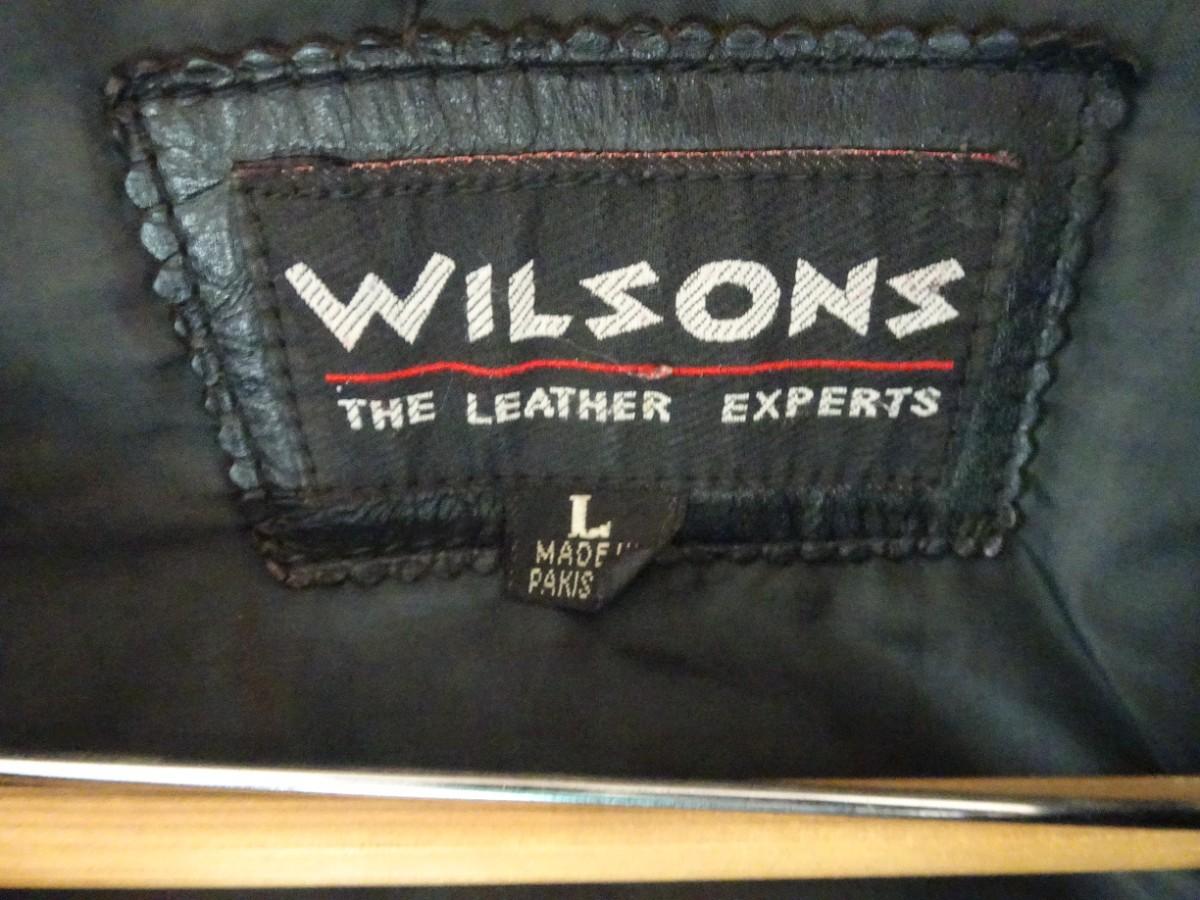 WILSONS
THE LEATHER EXPERTS
L
MADE
PAKIS